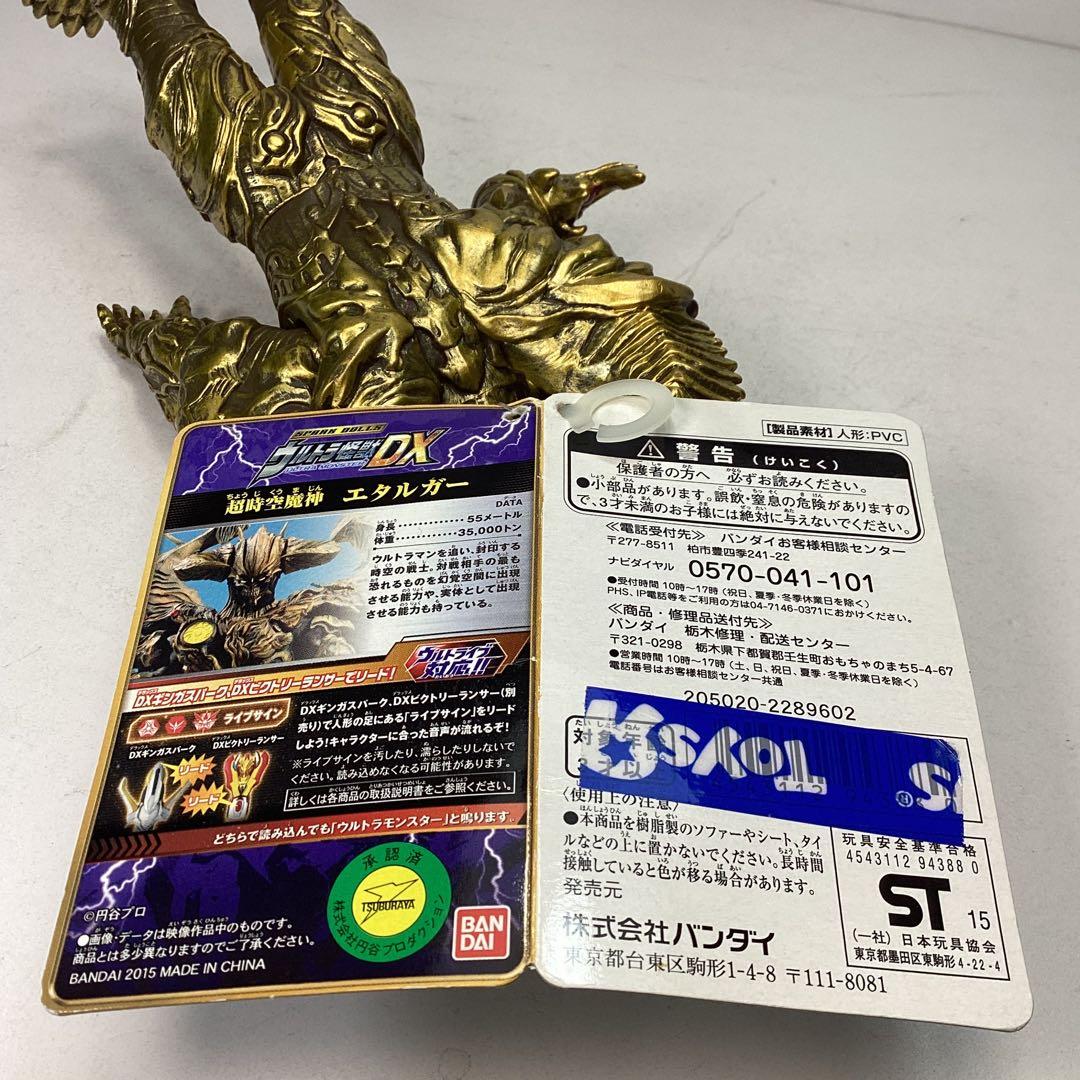 SPARK DOLLS
ウルトラ怪獣DX
ULTRA MONSTER
ちょうじくうまじん
超時空魔神 エタルガー
データ
DATA
身長…………55メートル
体重…………35,000トン
ウルトラマンを追い、封印する
時空の戦士。対戦相手の最も
恐れるものを幻覚空間に出現
させる能力や、実体として出現
させる能力も持っている。
ウルトライブ
対応!!
DXギンガスパーク、DXビクトリーランサーでリード!
ライブサイン
DXギンガスパーク DXビクトリーランサー
リード
リード
DXギンガスパーク、DXビクトリーランサー(別
売り)で人形の足にある「ライブサイン」をリード
しよう!キャラクターに合った音声が流れるぞ!
※ライブサインを汚したり、濡らしたりしないで
ください。読み込めなくなる可能性があります。
詳しくは各商品の取扱説明書をご参照ください。
どちらで読み込んでも「ウルトラモンスター」と鳴ります。
承認済
TSUBURAYA
株式会社円谷プロダクション
BAN
DAI
©円谷プロ
●画像・データは映像作品中のものです。
商品とは多少異なりますのでご了承ください。
BANDAI 2015 MADE IN CHINA
[製品素材]人形:PVC
警告(けいこく)
保護者の方へ 必ずお読みください。
●小部品があります。誤飲・窒息の危険がありますの
で、3才未満のお子様には絶対に与えないでください。
≪電話受付先≫ バンダイお客様相談センター
〒277-8511 柏市豊四季241-22
ナビダイヤル 0570-041-101
●受付時間 10時～17時(祝日、夏季・冬季休業日を除く)
PHS、IP電話等をご利用の方は04-7146-0371におかけください。
≪商品・修理品送付先≫
バンダイ 栃木修理・配送センター
〒321-0298 栃木県下都賀郡壬生町おもちゃのまち5-4-67
●営業時間 10時～17時(土、日、祝日、夏季・冬季休業日を除く)
電話番号はお客様相談センター共通
205020-2289602
対象年
3才以
TOYS
112
〈使用上の注意〉
●本商品を樹脂製のソファーやシート、タイ
ルなどの上に置かないでください。長時間
接触していると色が移る場合があります。
発売元
株式会社バンダイ
東京都台東区駒形1-4-8 〒111-8081
玩具安全基準合格
4543112 94388 0
ST 15
(一社)日本玩具協会
東京都墨田区東駒形4-22-4